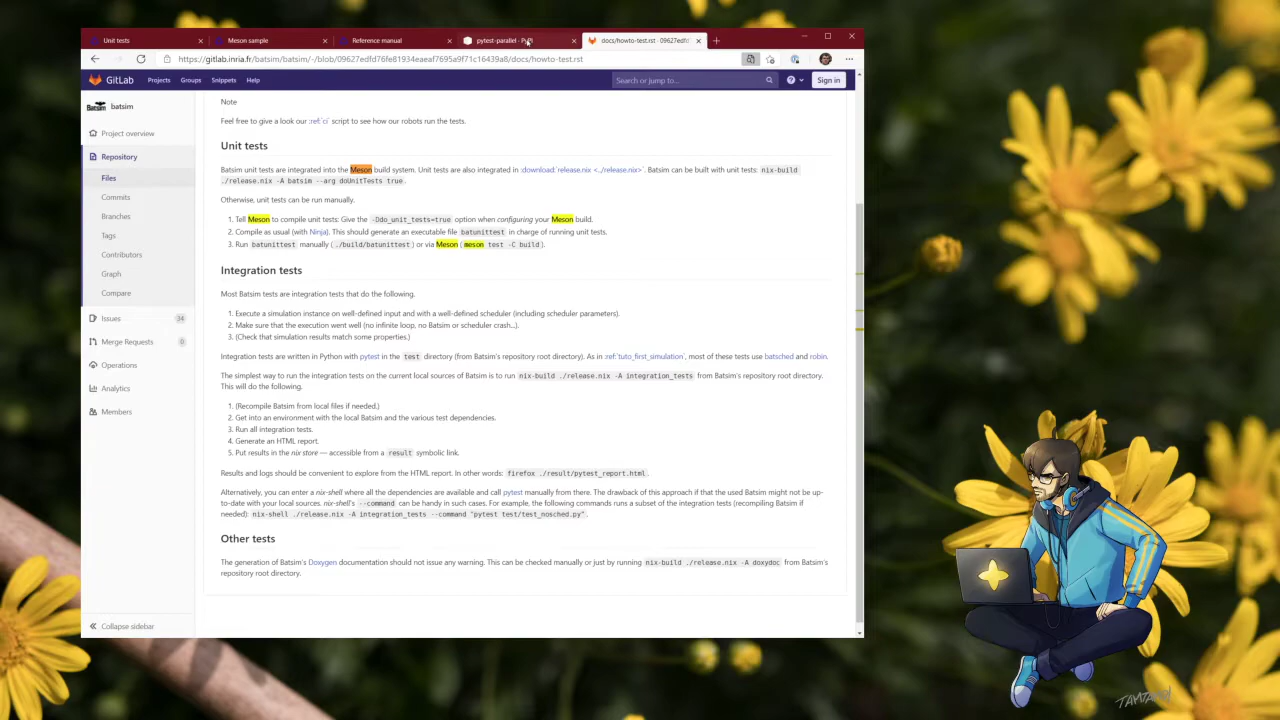 Unit tests
Meson sample
Reference manual
pytest-parallel · PyPI
docs/howto-test.rst · 09627edfd
https://gitlab.inria.fr/batsim/batsim/-/blob/09627edfd76fe81934eaeaf7695a9f71c16439a8/docs/howto-test.rst
GitLab Projects Groups Snippets Help Search or jump to... Sign in
batsim
Project overview
Repository
Files
Commits
Branches
Tags
Contributors
Graph
Compare
Issues 34
Merge Requests 0
Operations
Analytics
Members
Collapse sidebar
Note
Feel free to give a look our :ref:`ci` script to see how our robots run the tests.
Unit tests
Batsim unit tests are integrated into the Meson build system. Unit tests are also integrated in :download:`release.nix <../release.nix>`. Batsim can be built with unit tests: nix-build
./release.nix -A batsim --arg doUnitTests true.
Otherwise, unit tests can be run manually.
1. Tell Meson to compile unit tests: Give the -Ddo_unit_tests=true option when configuring your Meson build.
2. Compile as usual (with Ninja). This should generate an executable file batunittest in charge of running unit tests.
3. Run batunittest manually (./build/batunittest) or via Meson (meson test -C build).
Integration tests
Most Batsim tests are integration tests that do the following.
1. Execute a simulation instance on well-defined input and with a well-defined scheduler (including scheduler parameters).
2. Make sure that the execution went well (no infinite loop, no Batsim or scheduler crash...).
3. (Check that simulation results match some properties.)
Integration tests are written in Python with pytest in the test directory (from Batsim's repository root directory). As in :ref:`tuto_first_simulation`, most of these tests use batsched and robin.
The simplest way to run the integration tests on the current local sources of Batsim is to run nix-build ./release.nix -A integration_tests from Batsim's repository root directory.
This will do the following.
1. (Recompile Batsim from local files if needed.)
2. Get into an environment with the local Batsim and the various test dependencies.
3. Run all integration tests.
4. Generate an HTML report.
5. Put results in the nix store — accessible from a result symbolic link.
Results and logs should be convenient to explore from the HTML report. In other words: firefox ./result/pytest_report.html.
Alternatively, you can enter a nix-shell where all the dependencies are available and call pytest manually from there. The drawback of this approach if that the used Batsim might not be up-
to-date with your local sources. nix-shell's --command can be handy in such cases. For example, the following commands runs a subset of the integration tests (recompiling Batsim if
needed): nix-shell ./release.nix -A integration_tests --command "pytest test/test_nosched.py".
Other tests
The generation of Batsim's Doxygen documentation should not issue any warning. This can be checked manually or just by running nix-build ./release.nix -A doxydoc from Batsim's
repository root directory.